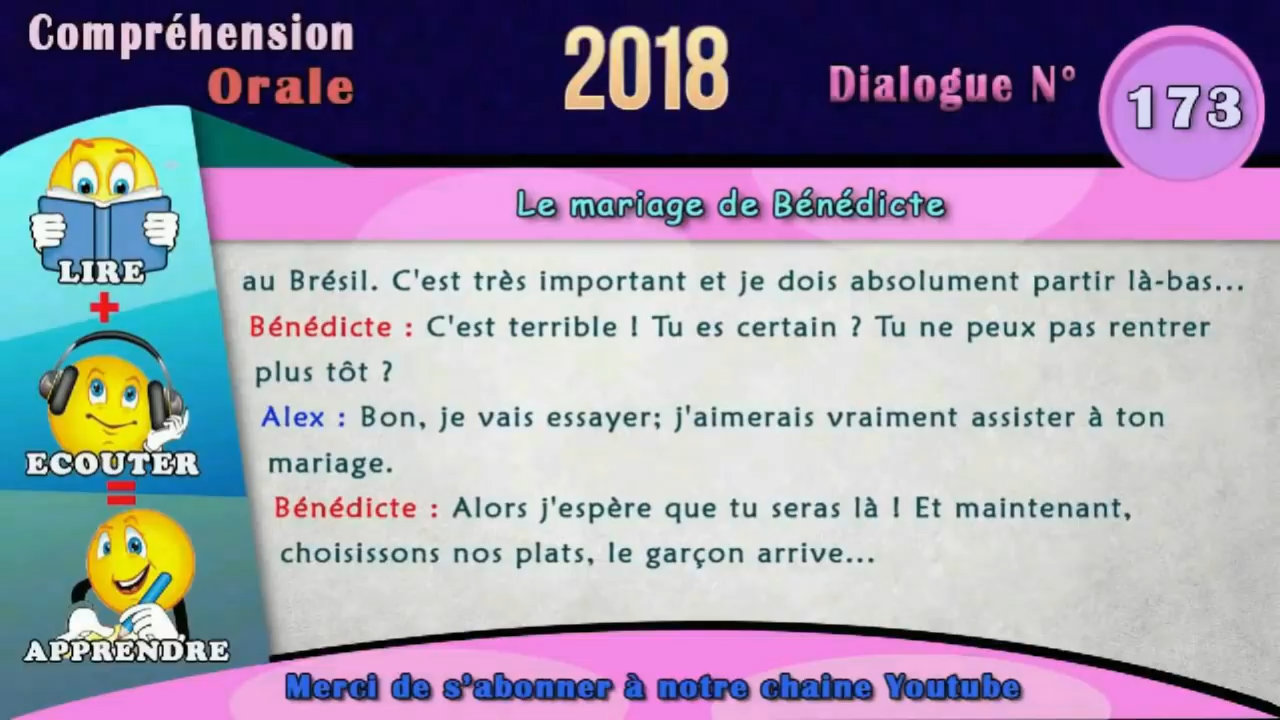 Compréhension
Orale
2018
Dialogue N°
173
Le mariage de Bénédicte
LIRE
+
ECOUTER
=
APPRENDRE
au Brésil. C'est très important et je dois absolument partir là-bas...
Bénédicte : C'est terrible ! Tu es certain ? Tu ne peux pas rentrer
plus tôt ?
Alex : Bon, je vais essayer; j'aimerais vraiment assister à ton
mariage.
Bénédicte : Alors j'espère que tu seras là ! Et maintenant,
choisissons nos plats, le garçon arrive...
Merci de s'abonner à notre chaine Youtube